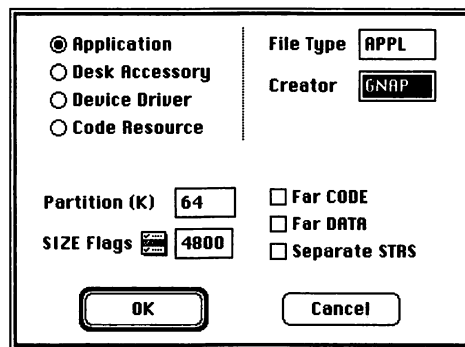 Application
Desk Accessory
Device Driver
Code Resource
File Type APPL
Creator GNAP
Partition (K) 64
SIZE Flags 4800
Far CODE
Far DATA
Separate STRS
OK
Cancel